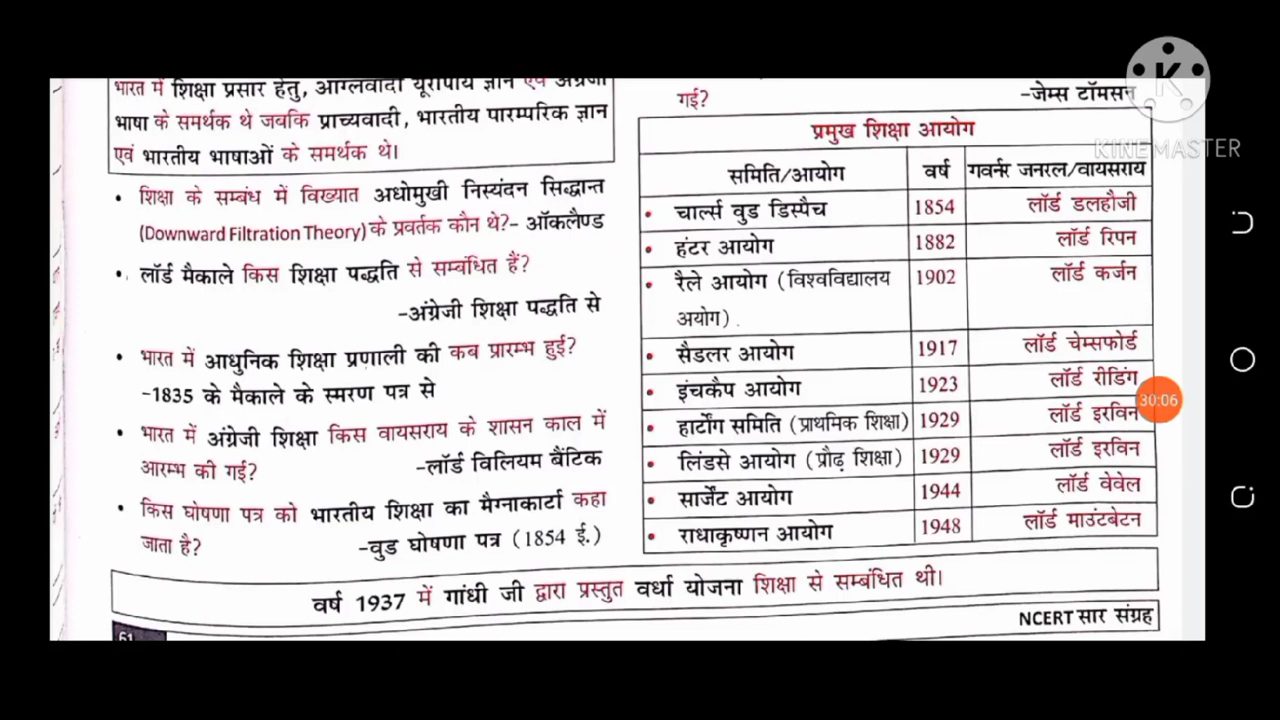 भारत में शिक्षा प्रसार हेतु, आंग्लवादी यूरोपीय ज्ञान एवं अंग्रेजी
भाषा के समर्थक थे जबकि प्राच्यवादी, भारतीय पारम्परिक ज्ञान
एवं भारतीय भाषाओं के समर्थक थे।
• शिक्षा के सम्बंध में विख्यात अधोमुखी निस्यंदन सिद्धान्त
(Downward Filtration Theory) के प्रवर्तक कौन थे?- ऑकलैण्ड
• लॉर्ड मैकाले किस शिक्षा पद्धति से सम्बंधित हैं?
-अंग्रेजी शिक्षा पद्धति से
• भारत में आधुनिक शिक्षा प्रणाली की कब प्रारम्भ हुई?
-1835 के मैकाले के स्मरण पत्र से
• भारत में अंग्रेजी शिक्षा किस वायसराय के शासन काल में
आरम्भ की गई? -लॉर्ड विलियम बैंटिक
• किस घोषणा पत्र को भारतीय शिक्षा का मैग्नाकार्टा कहा
जाता है? -वुड घोषणा पत्र (1854 ई.)
गई? -जेम्स टॉमसन
प्रमुख शिक्षा आयोग
समिति/आयोग वर्ष गवर्नर जनरल/वायसराय
• चार्ल्स वुड डिस्पैच 1854 लॉर्ड डलहौजी
• हंटर आयोग 1882 लॉर्ड रिपन
• रैले आयोग (विश्वविद्यालय 1902 लॉर्ड कर्जन
अयोग)
• सैडलर आयोग 1917 लॉर्ड चेम्सफोर्ड
• इंचकैप आयोग 1923 लॉर्ड रीडिंग
• हार्टोंग समिति (प्राथमिक शिक्षा) 1929 लॉर्ड इरविन
• लिंडसे आयोग (प्रौढ़ शिक्षा) 1929 लॉर्ड इरविन
• सार्जेंट आयोग 1944 लॉर्ड वेवेल
• राधाकृष्णन आयोग 1948 लॉर्ड माउंटबेटन
वर्ष 1937 में गांधी जी द्वारा प्रस्तुत वर्धा योजना शिक्षा से सम्बंधित थी।
61
NCERT सार संग्रह
K
KINEMASTER
30:06